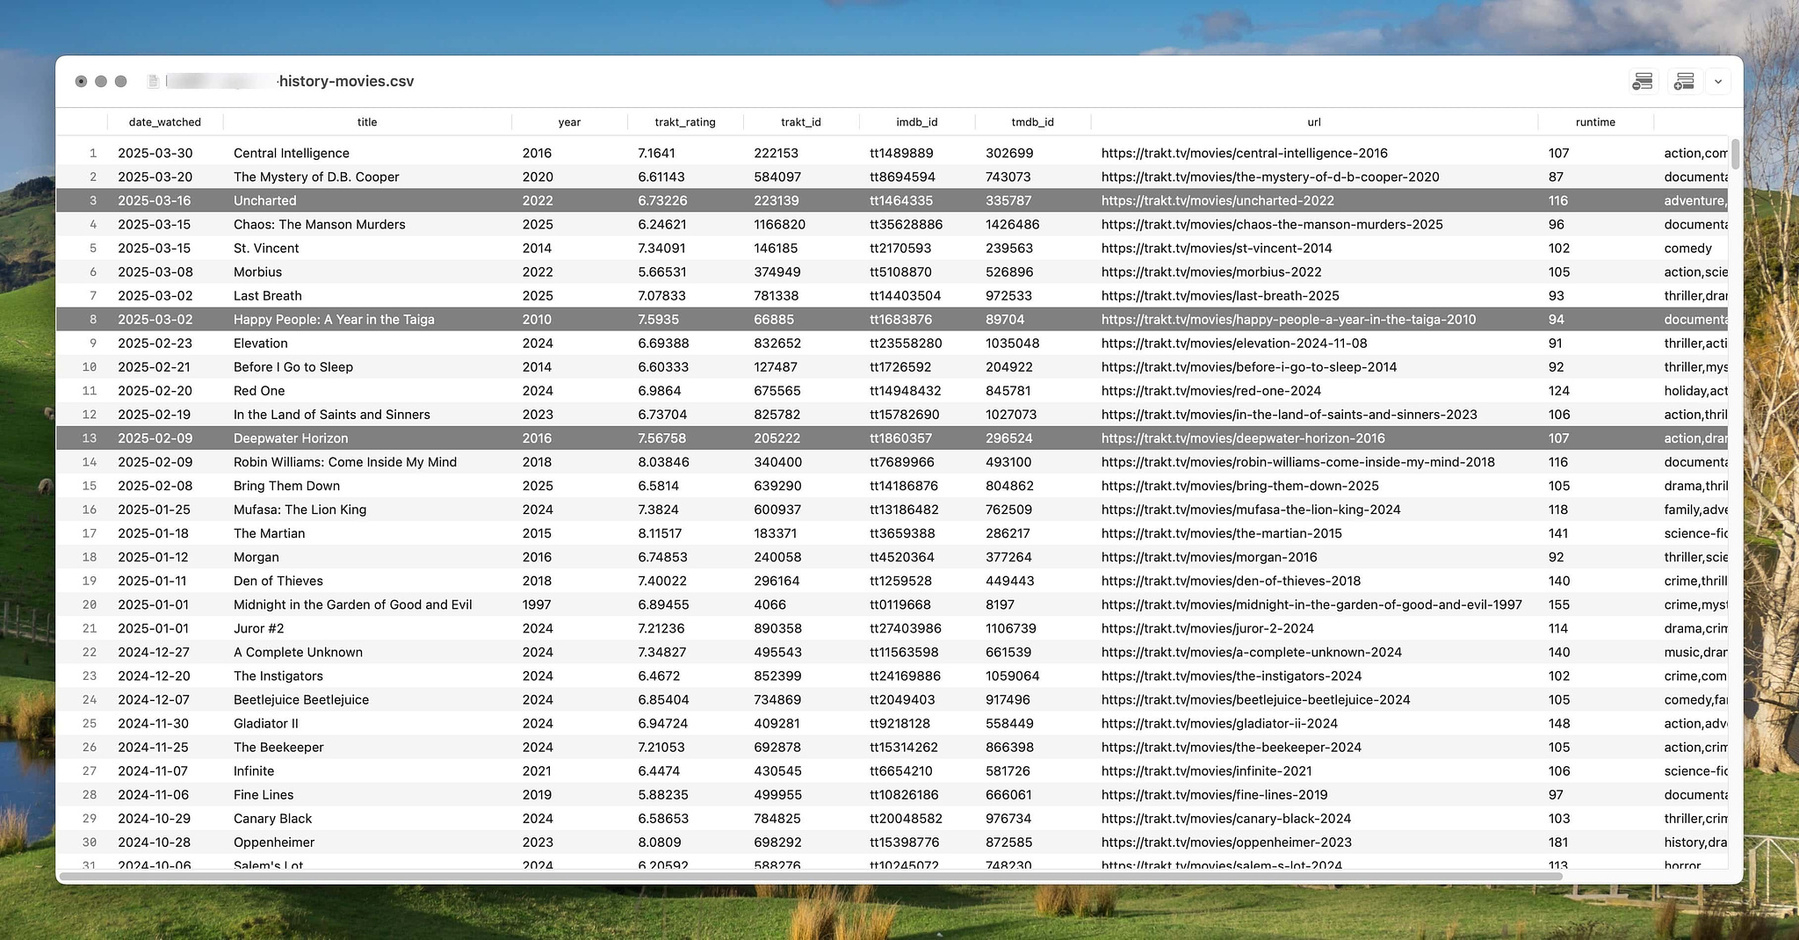 -history-movies.csv
date_watched title year trakt_rating trakt_id imdb_id tmdb_id url runtime
1 2025-03-30 Central Intelligence 2016 7.1641 222153 tt1489889 302699 https://trakt.tv/movies/central-intelligence-2016 107 action,com
2 2025-03-20 The Mystery of D.B. Cooper 2020 6.61143 584097 tt8694594 743073 https://trakt.tv/movies/the-mystery-of-d-b-cooper-2020 87 documenta
3 2025-03-16 Uncharted 2022 6.73226 223139 tt1464335 335787 https://trakt.tv/movies/uncharted-2022 116 adventure,
4 2025-03-15 Chaos: The Manson Murders 2025 6.24621 1166820 tt35628886 1426486 https://trakt.tv/movies/chaos-the-manson-murders-2025 96 documenta
5 2025-03-15 St. Vincent 2014 7.34091 146185 tt2170593 239563 https://trakt.tv/movies/st-vincent-2014 102 comedy
6 2025-03-08 Morbius 2022 5.66531 374949 tt5108870 526896 https://trakt.tv/movies/morbius-2022 105 action,scie
7 2025-03-02 Last Breath 2025 7.07833 781338 tt14403504 972533 https://trakt.tv/movies/last-breath-2025 93 thriller,drar
8 2025-03-02 Happy People: A Year in the Taiga 2010 7.5935 66885 tt1683876 89704 https://trakt.tv/movies/happy-people-a-year-in-the-taiga-2010 94 documenta
9 2025-02-23 Elevation 2024 6.69388 832652 tt23558280 1035048 https://trakt.tv/movies/elevation-2024-11-08 91 thriller,acti
10 2025-02-21 Before I Go to Sleep 2014 6.60333 127487 tt1726592 204922 https://trakt.tv/movies/before-i-go-to-sleep-2014 92 thriller,mys
11 2025-02-20 Red One 2024 6.9864 675565 tt14948432 845781 https://trakt.tv/movies/red-one-2024 124 holiday,act
12 2025-02-19 In the Land of Saints and Sinners 2023 6.73704 825782 tt15782690 1027073 https://trakt.tv/movies/in-the-land-of-saints-and-sinners-2023 106 action,thril
13 2025-02-09 Deepwater Horizon 2016 7.56758 205222 tt1860357 296524 https://trakt.tv/movies/deepwater-horizon-2016 107 action,drar
14 2025-02-09 Robin Williams: Come Inside My Mind 2018 8.03846 340400 tt7689966 493100 https://trakt.tv/movies/robin-williams-come-inside-my-mind-2018 116 documenta
15 2025-02-08 Bring Them Down 2025 6.5814 639290 tt14186876 804862 https://trakt.tv/movies/bring-them-down-2025 105 drama,thril
16 2025-01-25 Mufasa: The Lion King 2024 7.3824 600937 tt13186482 762509 https://trakt.tv/movies/mufasa-the-lion-king-2024 118 family,adve
17 2025-01-18 The Martian 2015 8.11517 183371 tt3659388 286217 https://trakt.tv/movies/the-martian-2015 141 science-fic
18 2025-01-12 Morgan 2016 6.74853 240058 tt4520364 377264 https://trakt.tv/movies/morgan-2016 92 thriller,scie
19 2025-01-11 Den of Thieves 2018 7.40022 296164 tt1259528 449443 https://trakt.tv/movies/den-of-thieves-2018 140 crime,thrill
20 2025-01-01 Midnight in the Garden of Good and Evil 1997 6.89455 4066 tt0119668 8197 https://trakt.tv/movies/midnight-in-the-garden-of-good-and-evil-1997 155 crime,myst
21 2025-01-01 Juror #2 2024 7.21236 890358 tt27403986 1106739 https://trakt.tv/movies/juror-2-2024 114 drama,crim
22 2024-12-27 A Complete Unknown 2024 7.34827 495543 tt11563598 661539 https://trakt.tv/movies/a-complete-unknown-2024 140 music,drar
23 2024-12-20 The Instigators 2024 6.4672 852399 tt24169886 1059064 https://trakt.tv/movies/the-instigators-2024 102 crime,com
24 2024-12-07 Beetlejuice Beetlejuice 2024 6.85404 734869 tt2049403 917496 https://trakt.tv/movies/beetlejuice-beetlejuice-2024 105 comedy,fan
25 2024-11-30 Gladiator II 2024 6.94724 409281 tt9218128 558449 https://trakt.tv/movies/gladiator-ii-2024 148 action,adv
26 2024-11-25 The Beekeeper 2024 7.21053 692878 tt15314262 866398 https://trakt.tv/movies/the-beekeeper-2024 105 action,crim
27 2024-11-07 Infinite 2021 6.4474 430545 tt6654210 581726 https://trakt.tv/movies/infinite-2021 106 science-fic
28 2024-11-06 Fine Lines 2019 5.88235 499955 tt10826186 666061 https://trakt.tv/movies/fine-lines-2019 97 documenta
29 2024-10-29 Canary Black 2024 6.58653 784825 tt20048582 976734 https://trakt.tv/movies/canary-black-2024 103 thriller,crim
30 2024-10-28 Oppenheimer 2023 8.0809 698292 tt15398776 872585 https://trakt.tv/movies/oppenheimer-2023 181 history,dra
31 2024-10-06 Salem's Lot 2024 6.20592 588276 tt10245072 748230 https://trakt.tv/movies/salem-s-lot-2024 113 horror